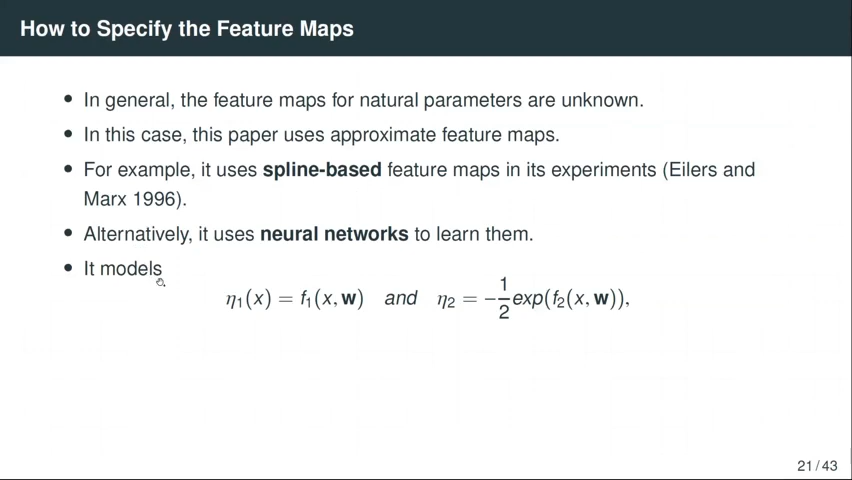 How to Specify the Feature Maps
• In general, the feature maps for natural parameters are unknown.
• In this case, this paper uses approximate feature maps.
• For example, it uses spline-based feature maps in its experiments (Eilers and
Marx 1996).
• Alternatively, it uses neural networks to learn them.
• It models
η₁(x) = f₁(x, w) and η₂ = −1/2 exp(f₂(x, w)),
21 / 43